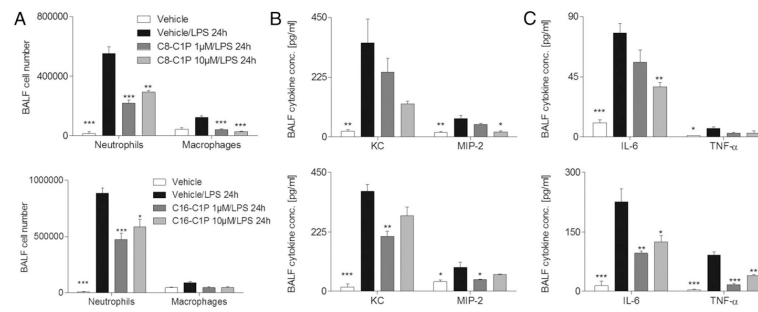 A
BALF cell number
800000
600000
400000
200000
0
Vehicle
Vehicle/LPS 24h
C8-C1P 1µM/LPS 24h
C8-C1P 10µM/LPS 24h
***
***
**
***
***
Neutrophils Macrophages
B
BALF cytokine conc. [pg/ml]
450
225
0
**
**
*
KC MIP-2
C
BALF cytokine conc. [pg/ml]
90
45
0
***
**
*
IL-6 TNF-α
BALF cell number
1000000
500000
0
Vehicle
Vehicle/LPS 24h
C16-C1P 1µM/LPS 24h
C16-C1P 10µM/LPS 24h
***
***
*
Neutrophils Macrophages
BALF cytokine conc. [pg/ml]
450
225
0
***
**
*
*
KC MIP-2
BALF cytokine conc. [pg/ml]
300
150
0
***
**
*
***
***
**
IL-6 TNF-α